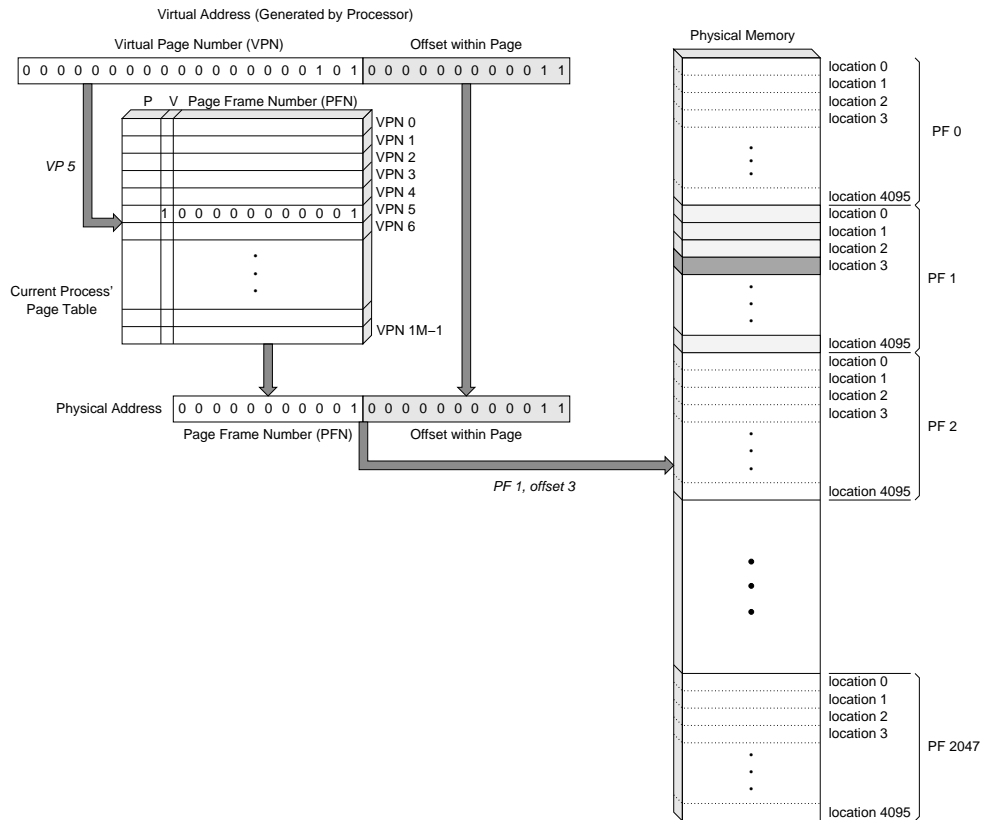 Virtual Address (Generated by Processor)
Virtual Page Number (VPN)
Offset within Page
0 0 0 0 0 0 0 0 0 0 0 0 0 0 0 0 0 1 0 1 0 0 0 0 0 0 0 0 0 0 1 1
P V Page Frame Number (PFN)
VPN 0
VPN 1
VPN 2
VPN 3
VPN 4
VPN 5
VPN 6
VP 5
1 0 0 0 0 0 0 0 0 0 0 1
Current Process'
Page Table
VPN 1M–1
Physical Address
0 0 0 0 0 0 0 0 0 0 1 0 0 0 0 0 0 0 0 0 0 1 1
Page Frame Number (PFN)
Offset within Page
PF 1, offset 3
Physical Memory
location 0
location 1
location 2
location 3
location 4095
PF 0
location 0
location 1
location 2
location 3
location 4095
PF 1
location 0
location 1
location 2
location 3
location 4095
PF 2
location 0
location 1
location 2
location 3
location 4095
PF 2047